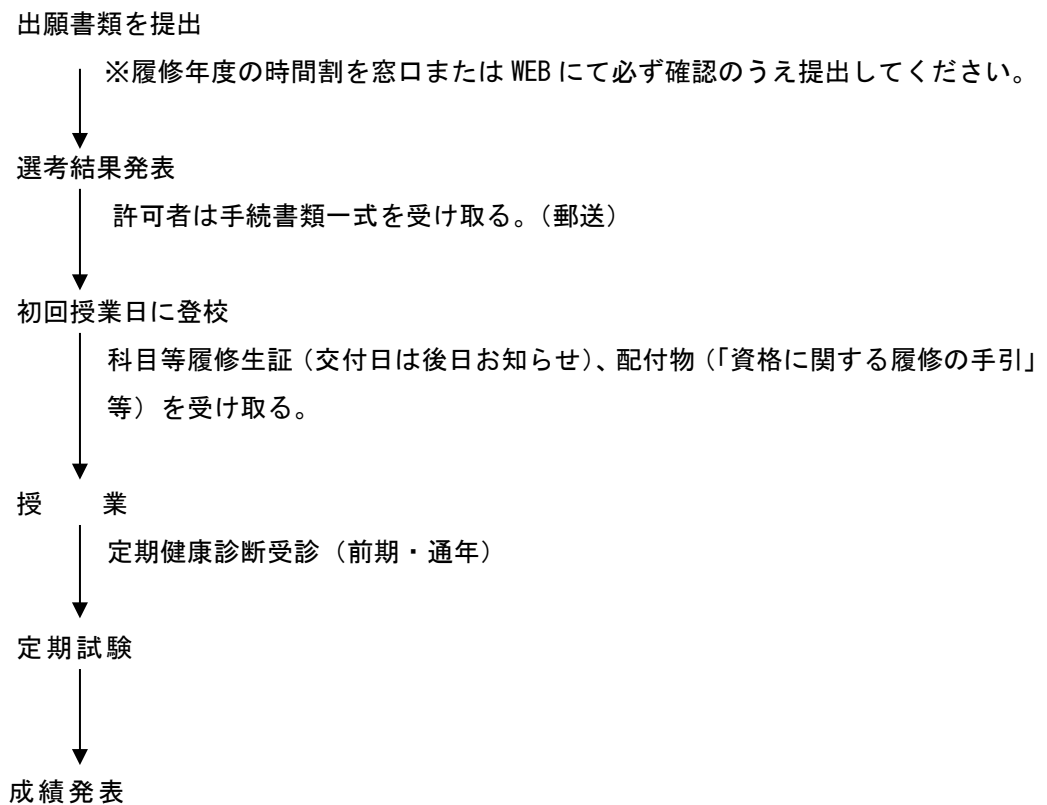 出願書類を提出
※履修年度の時間割を窓口または WEB にて必ず確認のうえ提出してください。
選考結果発表
許可者は手続書類一式を受け取る。（郵送）
初回授業日に登校
科目等履修生証（交付日は後日お知らせ）、配付物（「資格に関する履修の手引」
等）を受け取る。
授　　業
定期健康診断受診（前期・通年）
定期試験
成績発表